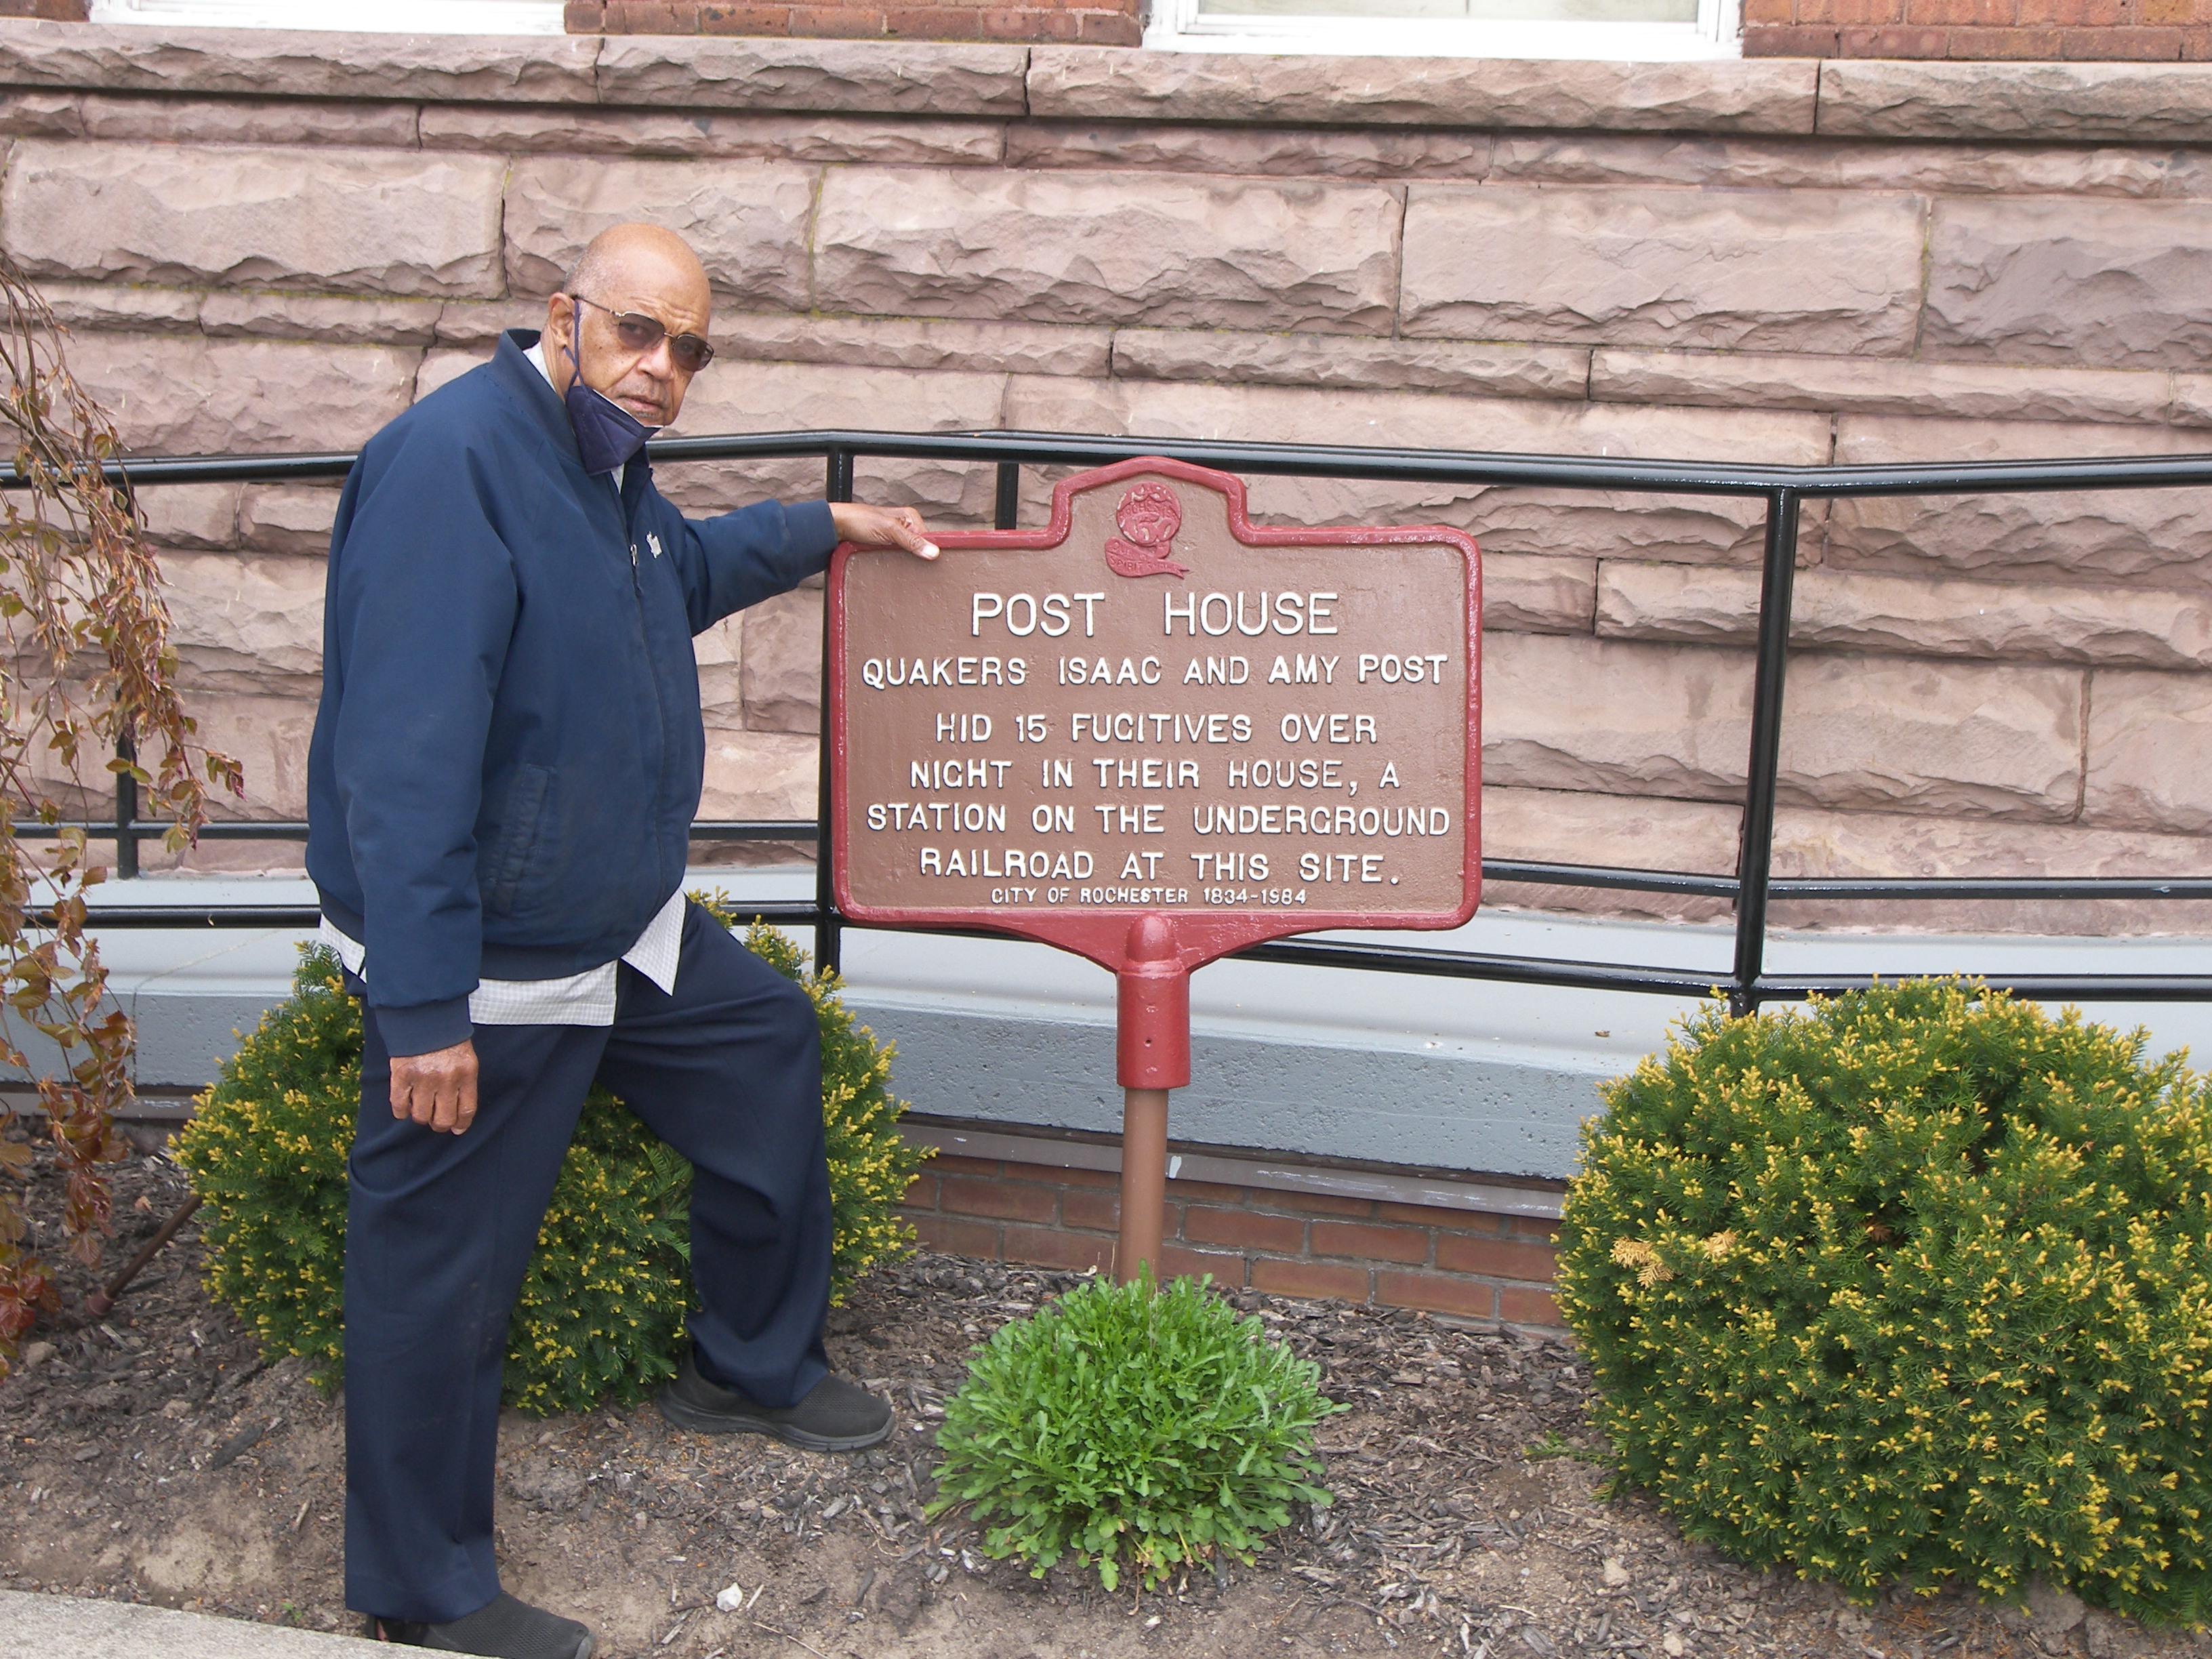 POST HOUSE
QUAKERS ISAAC AND AMY POST
HID 15 FUGITIVES OVER
NIGHT IN THEIR HOUSE, A
STATION ON THE UNDERGROUND
RAILROAD AT THIS SITE.
CITY OF ROCHESTER 1834-1984